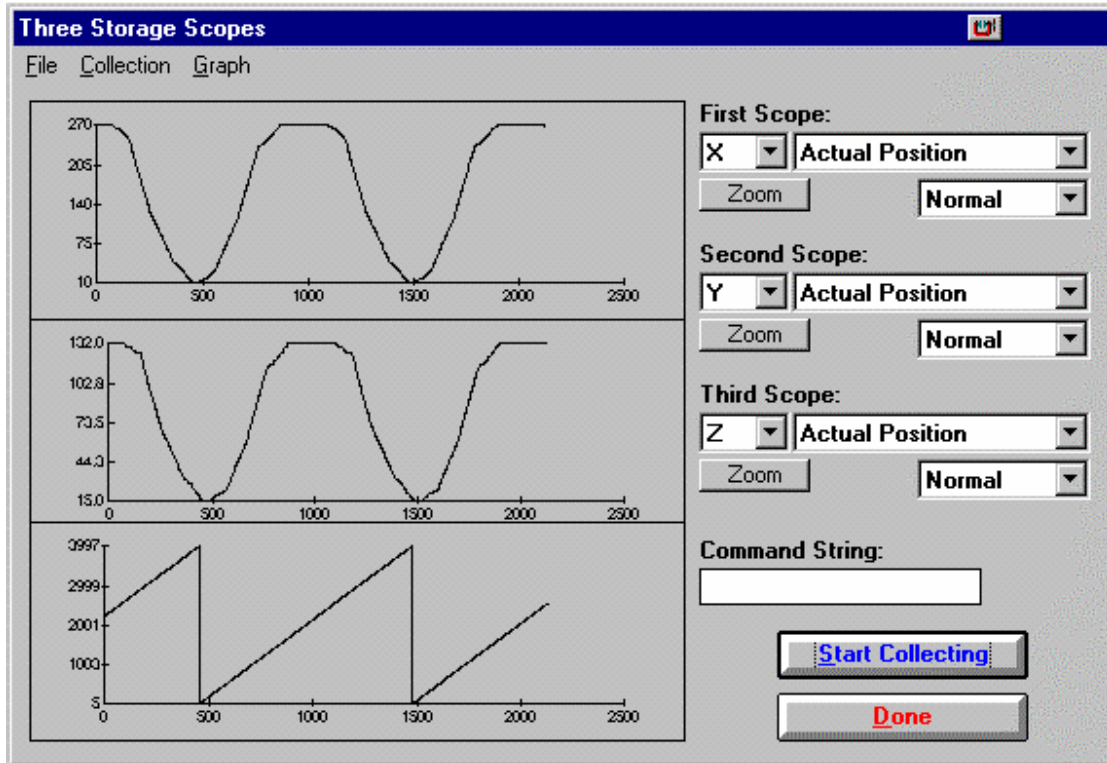 Three Storage Scopes
File Collection Graph
270
205
140
75
10
0 500 1000 1500 2000 2500
132.0
102.8
73.5
44.3
15.0
0 500 1000 1500 2000 2500
3997
2999
2001
1003
5
0 500 1000 1500 2000 2500
First Scope:
X Actual Position
Zoom Normal
Second Scope:
Y Actual Position
Zoom Normal
Third Scope:
Z Actual Position
Zoom Normal
Command String:
Start Collecting
Done